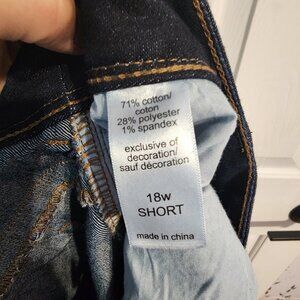 71% cotton/
coton
28% polyester
1% spandex
exclusive of
decoration/
sauf décoration
18w
SHORT
made in china